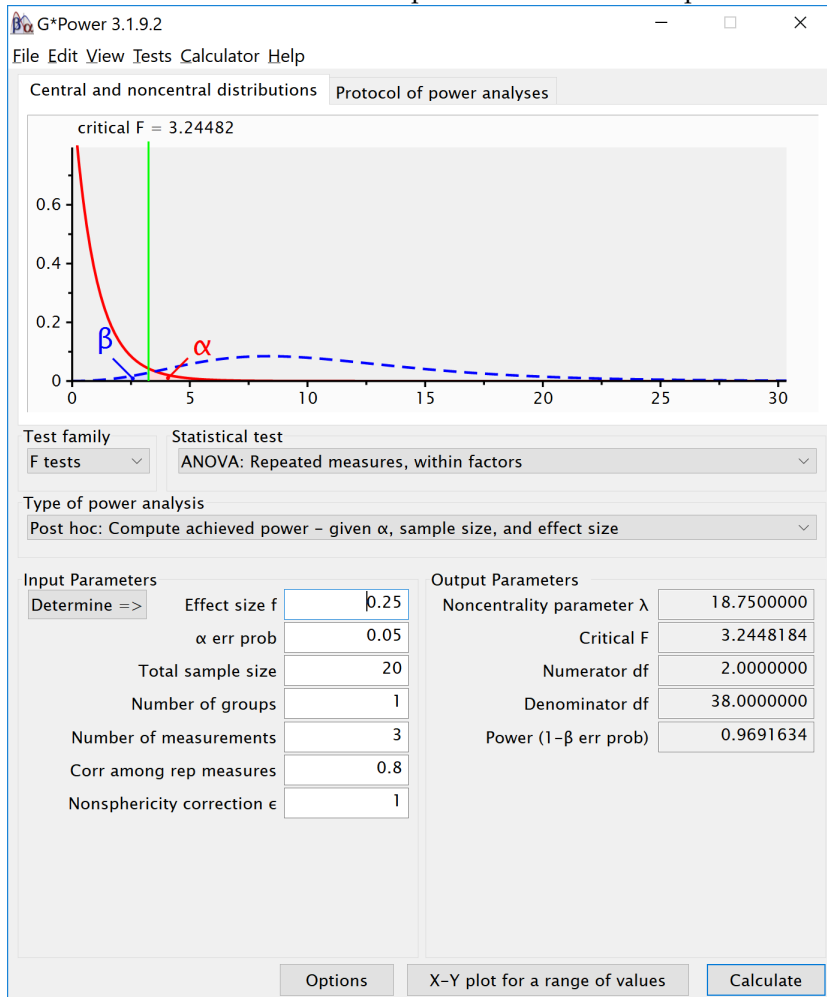 G*Power 3.1.9.2
File Edit View Tests Calculator Help
Central and noncentral distributions Protocol of power analyses
critical F = 3.24482
0.6
0.4
0.2
0
β
α
0 5 10 15 20 25 30
Test family Statistical test
F tests ANOVA: Repeated measures, within factors
Type of power analysis
Post hoc: Compute achieved power – given α, sample size, and effect size
Input Parameters Output Parameters
Determine => Effect size f 0.25 Noncentrality parameter λ 18.7500000
α err prob 0.05 Critical F 3.2448184
Total sample size 20 Numerator df 2.0000000
Number of groups 1 Denominator df 38.0000000
Number of measurements 3 Power (1-β err prob) 0.9691634
Corr among rep measures 0.8
Nonsphericity correction ϵ 1
Options X-Y plot for a range of values Calculate